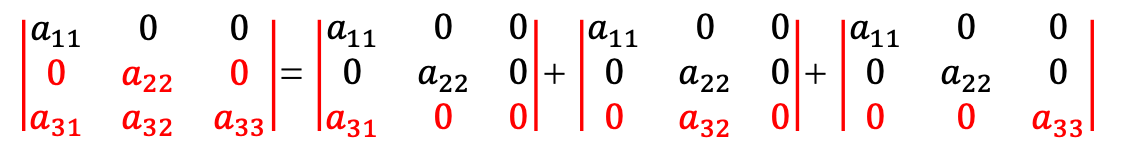 |a₁₁ 0 0| |a₁₁ 0 0| |a₁₁ 0 0| |a₁₁ 0 0|
|0 a₂₂ 0| = |0 a₂₂ 0| + |0 a₂₂ 0| + |0 a₂₂ 0|
|a₃₁ a₃₂ a₃₃| |a₃₁ 0 0| |0 a₃₂ 0| |0 0 a₃₃|